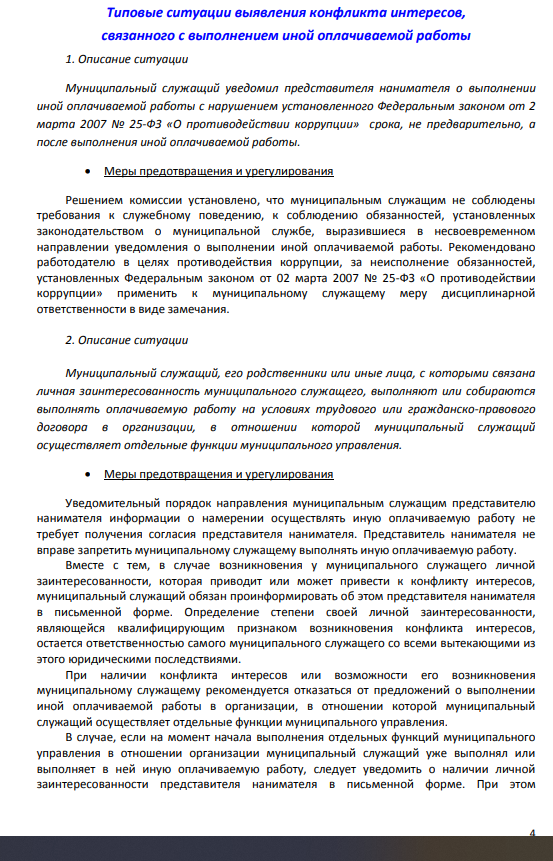 Типовые ситуации выявления конфликта интересов,
связанного с выполнением иной оплачиваемой работы
1. Описание ситуации
Муниципальный служащий уведомил представителя нанимателя о выполнении
иной оплачиваемой работы с нарушением установленного Федеральным законом от 2
марта 2007 № 25-ФЗ «О противодействии коррупции» срока, не предварительно, а
после выполнения иной оплачиваемой работы.
• Меры предотвращения и урегулирования
Решением комиссии установлено, что муниципальным служащим не соблюдены
требования к служебному поведению, к соблюдению обязанностей, установленных
законодательством о муниципальной службе, выразившиеся в несвоевременном
направлении уведомления о выполнении иной оплачиваемой работы. Рекомендовано
работодателю в целях противодействия коррупции, за неисполнение обязанностей,
установленных Федеральным законом от 02 марта 2007 № 25-ФЗ «О противодействии
коррупции» применить к муниципальному служащему меру дисциплинарной
ответственности в виде замечания.
2. Описание ситуации
Муниципальный служащий, его родственники или иные лица, с которыми связана
личная заинтересованность муниципального служащего, выполняют или собираются
выполнять оплачиваемую работу на условиях трудового или гражданско-правового
договора в организации, в отношении которой муниципальный служащий
осуществляет отдельные функции муниципального управления.
• Меры предотвращения и урегулирования
Уведомительный порядок направления муниципальным служащим представителю
нанимателя информации о намерении осуществлять иную оплачиваемую работу не
требует получения согласия представителя нанимателя. Представитель нанимателя не
вправе запретить муниципальному служащему выполнять иную оплачиваемую работу.
Вместе с тем, в случае возникновения у муниципального служащего личной
заинтересованности, которая приводит или может привести к конфликту интересов,
муниципальный служащий обязан проинформировать об этом представителя нанимателя
в письменной форме. Определение степени своей личной заинтересованности,
являющейся квалифицирующим признаком возникновения конфликта интересов,
остается ответственностью самого муниципального служащего со всеми вытекающими из
этого юридическими последствиями.
При наличии конфликта интересов или возможности его возникновения
муниципальному служащему рекомендуется отказаться от предложений о выполнении
иной оплачиваемой работы в организации, в отношении которой муниципальный
служащий осуществляет отдельные функции муниципального управления.
В случае, если на момент начала выполнения отдельных функций муниципального
управления в отношении организации муниципальный служащий уже выполнял или
выполняет в ней иную оплачиваемую работу, следует уведомить о наличии личной
заинтересованности представителя нанимателя в письменной форме. При этом
4